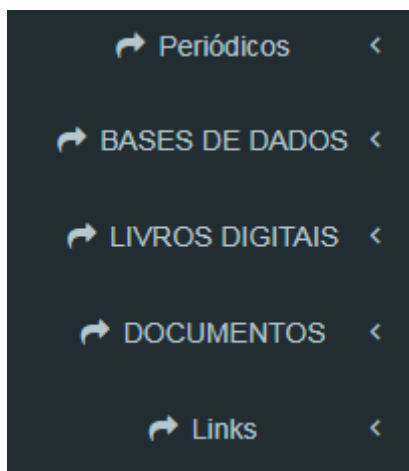 Periódicos
BASES DE DADOS
LIVROS DIGITAIS
DOCUMENTOS
Links